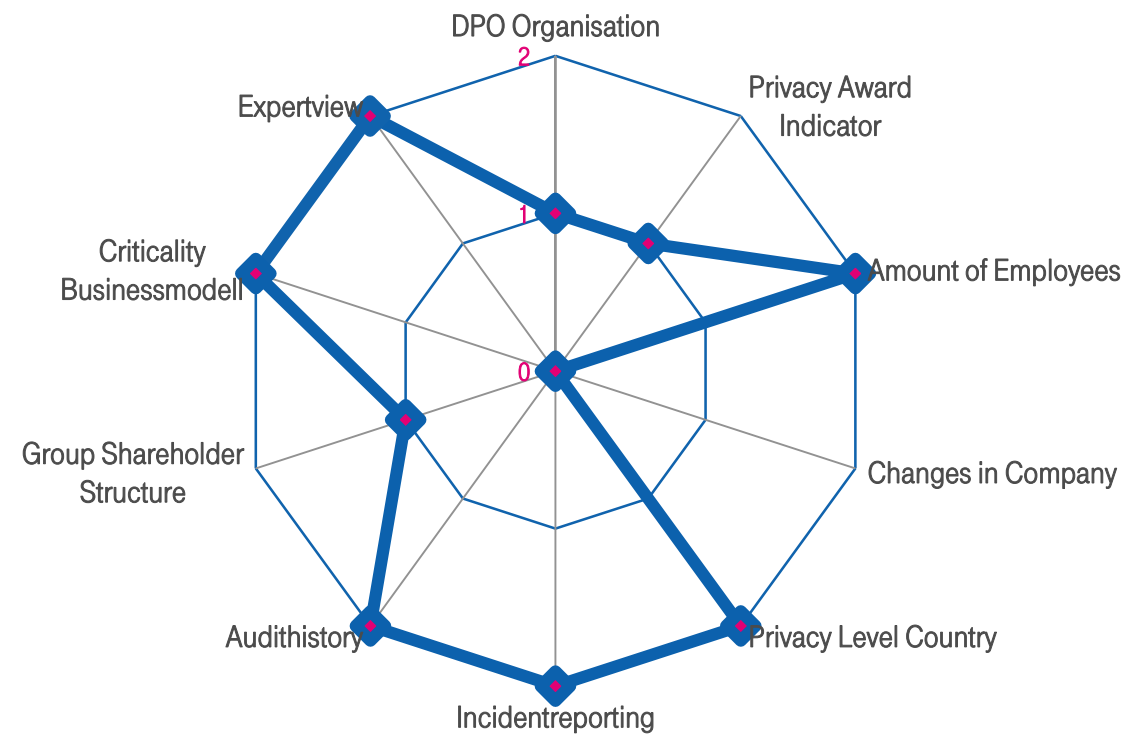 DPO Organisation
2
Privacy Award
Indicator
Expertview
1
Criticality
Businessmodell
Amount of Employees
0
Group Shareholder
Structure
Changes in Company
Audithistory
Privacy Level Country
Incidentreporting